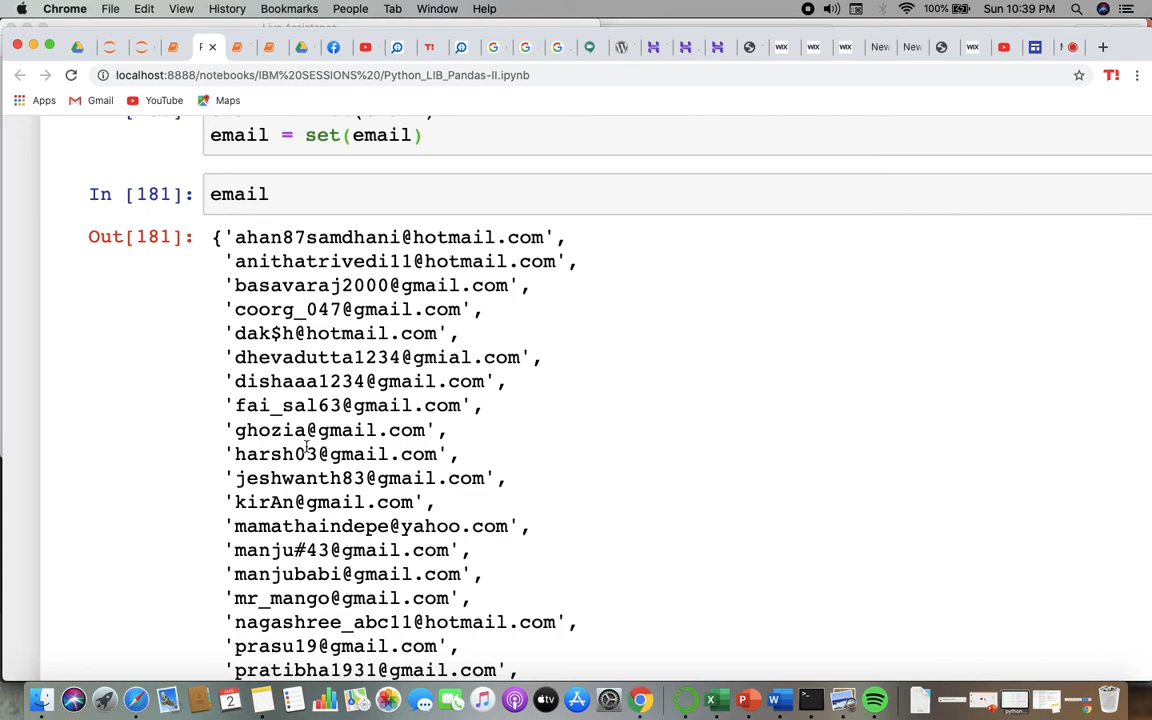 Chrome File Edit View History Bookmarks People Tab Window Help 100% Sun 10:39 PM
New New
localhost:8888/notebooks/IBM%20SESSIONS%20/Python_LIB_Pandas-II.ipynb
Apps Gmail YouTube Maps
email = set(email)
In [181]: email
Out[181]: {'ahan87samdhani@hotmail.com',
'anithatrivedi11@hotmail.com',
'basavaraj2000@gmail.com',
'coorg_047@gmail.com',
'dak$h@hotmail.com',
'dhevadutta1234@gmial.com',
'dishaaa1234@gmail.com',
'fai_sal63@gmail.com',
'ghozia@gmail.com',
'harsh03@gmail.com',
'jeshwanth83@gmail.com',
'kirAn@gmail.com',
'mamathaindepe@yahoo.com',
'manju#43@gmail.com',
'manjubabi@gmail.com',
'mr_mango@gmail.com',
'nagashree_abc11@hotmail.com',
'prasu19@gmail.com',
'pratibha1931@gmail.com',